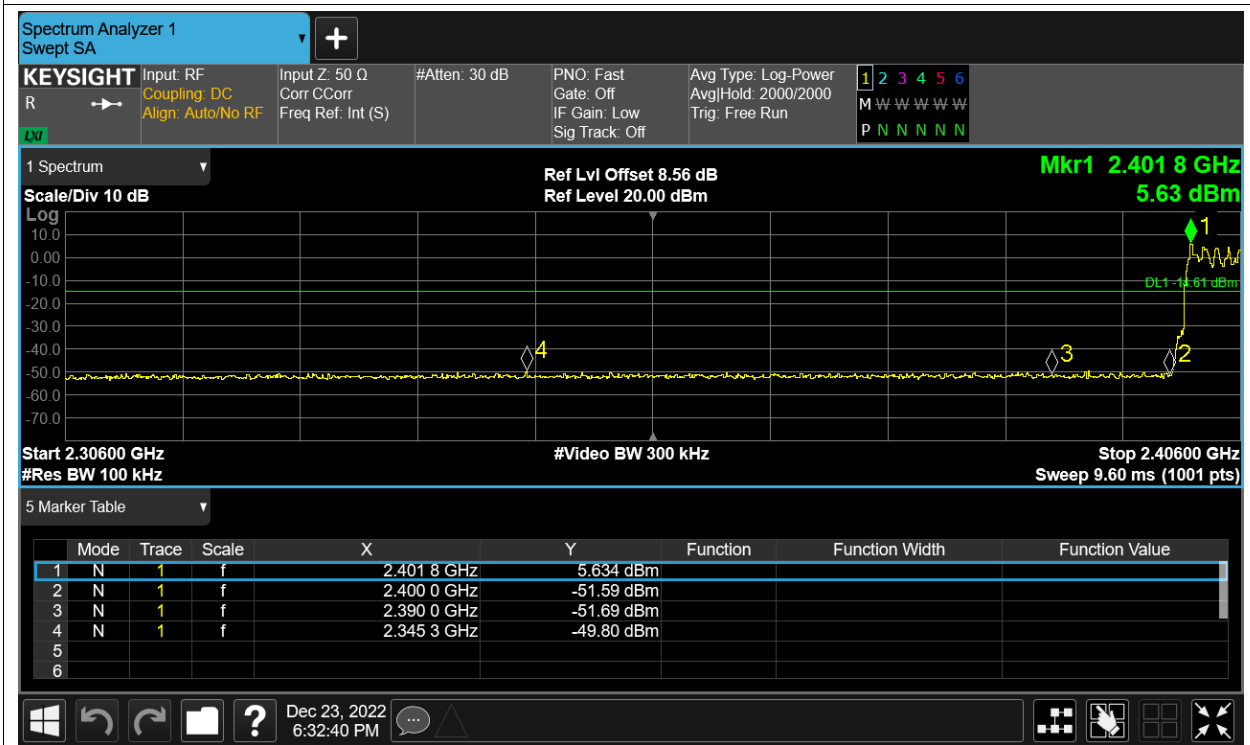 Spectrum Analyzer 1
Swept SA
KEYSIGHT Input: RF Input Z: 50 Ω #Atten: 30 dB PNO: Fast Avg Type: Log-Power 1 2 3 4 5 6
R Coupling: DC Corr CCorr Gate: Off Avg|Hold: 2000/2000 M W W W W W
Align: Auto/No RF Freq Ref: Int (S) IF Gain: Low Trig: Free Run
LXI Sig Track: Off P N N N N N
1 Spectrum Ref Lvl Offset 8.56 dB Mkr1 2.401 8 GHz
Scale/Div 10 dB Ref Level 20.00 dBm 5.63 dBm
Log
1
10.0
0.00
-10.0
DL1 -14.61 dBm
-20.0
-30.0
-40.0 4 3 2
-50.0
-60.0
-70.0
Start 2.30600 GHz #Video BW 300 kHz Stop 2.40600 GHz
#Res BW 100 kHz Sweep 9.60 ms (1001 pts)
5 Marker Table
Mode Trace Scale X Y Function Function Width Function Value
1 N 1 f 2.401 8 GHz 5.634 dBm
2 N 1 f 2.400 0 GHz -51.59 dBm
3 N 1 f 2.390 0 GHz -51.69 dBm
4 N 1 f 2.345 3 GHz -49.80 dBm
5
6
? Dec 23, 2022
6:32:40 PM